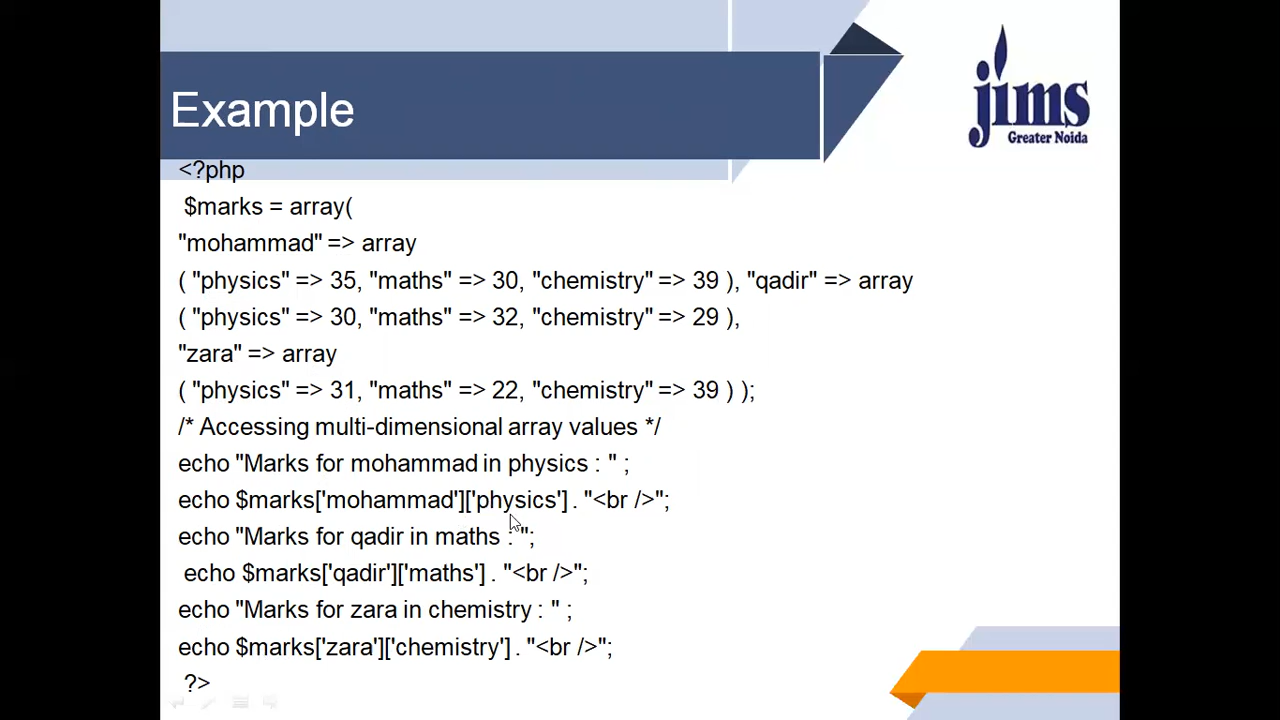 Example
jims
Greater Noida
<?php
$marks = array(
"mohammad" => array
( "physics" => 35, "maths" => 30, "chemistry" => 39 ), "qadir" => array
( "physics" => 30, "maths" => 32, "chemistry" => 29 ),
"zara" => array
( "physics" => 31, "maths" => 22, "chemistry" => 39 ) );
/* Accessing multi-dimensional array values */
echo "Marks for mohammad in physics : " ;
echo $marks['mohammad']['physics'] . "<br />";
echo "Marks for qadir in maths : ";
echo $marks['qadir']['maths'] . "<br />";
echo "Marks for zara in chemistry : " ;
echo $marks['zara']['chemistry'] . "<br />";
?>